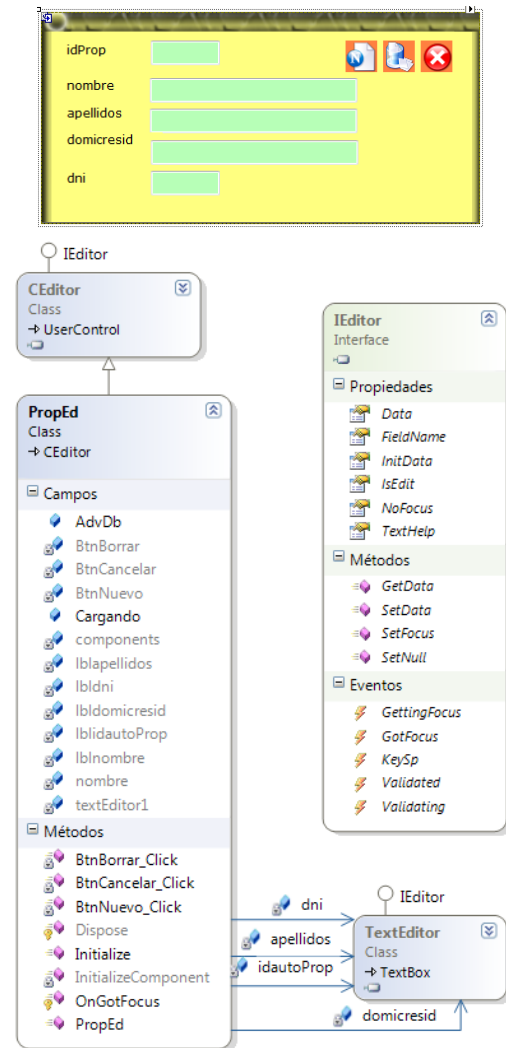 idProp
nombre
apellidos
domicresid
dni
IEditor
CEditor
Class
UserControl
PropEd
Class
CEditor
Campos
AdvDb
BtnBorrar
BtnCancelar
BtnNuevo
Cargando
components
lblapellidos
lbldni
lbldomicresid
lblidautoProp
lblnombre
nombre
textEditor1
Métodos
BtnBorrar_Click
BtnCancelar_Click
BtnNuevo_Click
Dispose
Initialize
InitializeComponent
OnGotFocus
PropEd
IEditor
Interface
Propiedades
Data
FieldName
InitData
IsEdit
NoFocus
TextHelp
Métodos
GetData
SetData
SetFocus
SetNull
Eventos
GettingFocus
GotFocus
KeySp
Validated
Validating
dni
apellidos
idautoProp
domicresid
IEditor
TextEditor
Class
TextBox
N